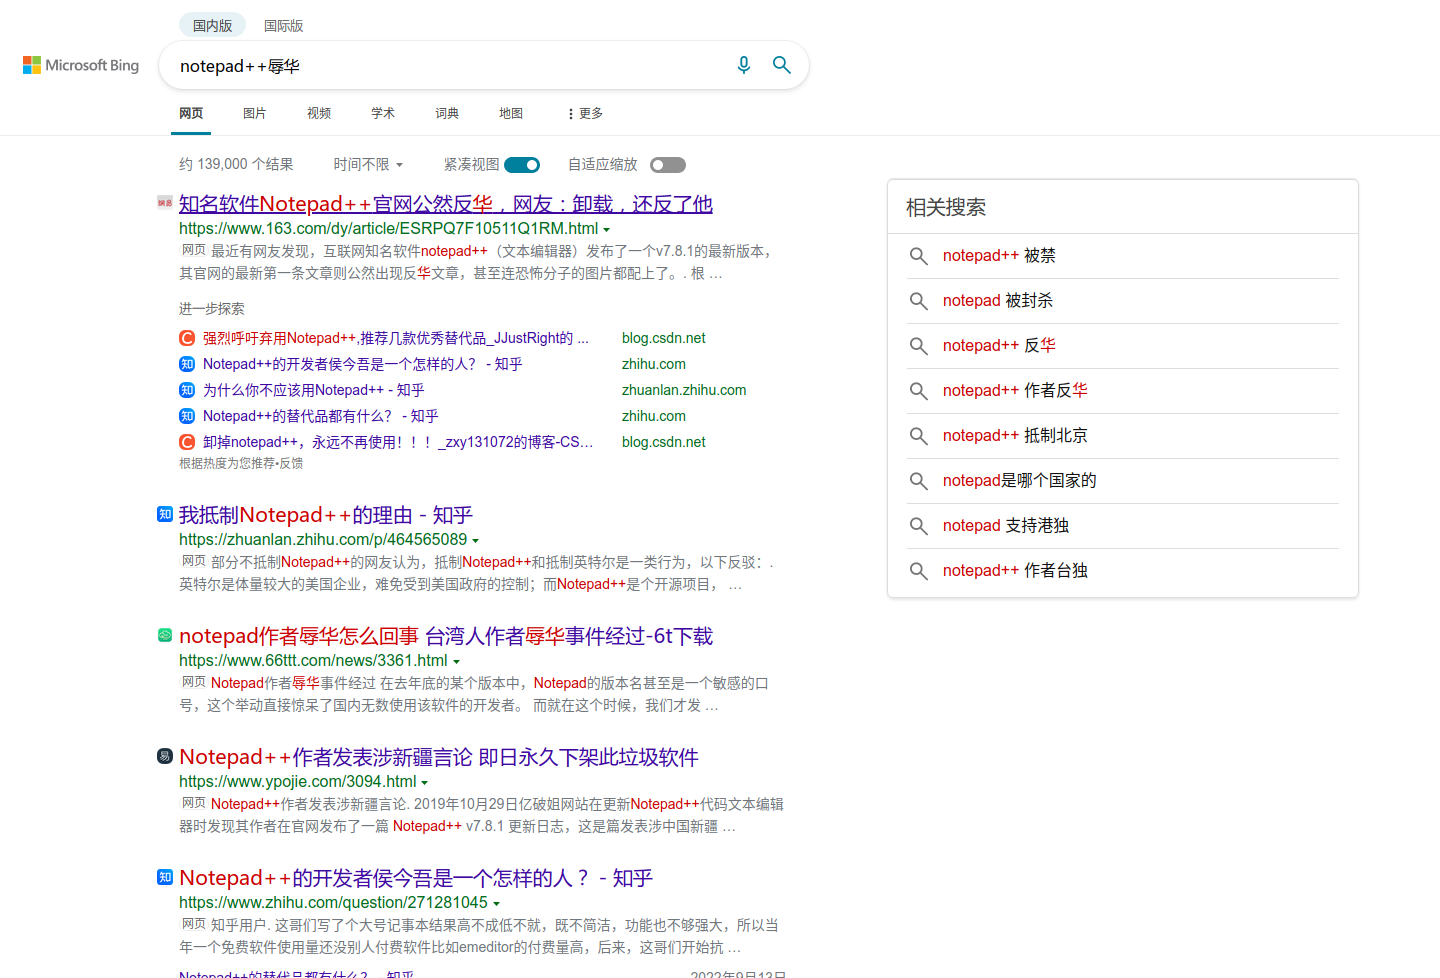 国内版 国际版
Microsoft Bing
notepad++辱华
网页 图片 视频 学术 词典 地图 更多
约 139,000 个结果 时间不限 紧凑视图 自适应缩放
知名软件Notepad++官网公然反华，网友：卸载，还反了他
https://www.163.com/dy/article/ESRPQ7F10511Q1RM.html
网页 最近有网友发现，互联网知名软件notepad++（文本编辑器）发布了一个v7.8.1的最新版本，
其官网的最新第一条文章则公然出现反华文章，甚至连恐怖分子的图片都配上了。. 根 …
进一步探索
强烈呼吁弃用Notepad++,推荐几款优秀替代品_JJustRight的 ... blog.csdn.net
Notepad++的开发者侯今吾是一个怎样的人？ - 知乎 zhihu.com
为什么你不应该用Notepad++ - 知乎 zhuanlan.zhihu.com
Notepad++的替代品都有什么？ - 知乎 zhihu.com
卸掉notepad++，永远不再使用！！！_zxy131072的博客-CS… blog.csdn.net
根据热度为您推荐•反馈
我抵制Notepad++的理由 - 知乎
https://zhuanlan.zhihu.com/p/464565089
网页 部分不抵制Notepad++的网友认为，抵制Notepad++和抵制英特尔是一类行为，以下反驳：.
英特尔是体量较大的美国企业，难免受到美国政府的控制；而Notepad++是个开源项目， …
notepad作者辱华怎么回事 台湾人作者辱华事件经过-6t下载
https://www.66ttt.com/news/3361.html
网页 Notepad作者辱华事件经过 在去年底的某个版本中，Notepad的版本名甚至是一个敏感的口
号，这个举动直接惊呆了国内无数使用该软件的开发者。 而就在这个时候，我们才发 …
Notepad++作者发表涉新疆言论 即日永久下架此垃圾软件
https://www.ypojie.com/3094.html
网页 Notepad++作者发表涉新疆言论. 2019年10月29日亿破姐网站在更新Notepad++代码文本编辑
器时发现其作者在官网发布了一篇 Notepad++ v7.8.1 更新日志，这是篇发表涉中国新疆 …
Notepad++的开发者侯今吾是一个怎样的人？ - 知乎
https://www.zhihu.com/question/271281045
网页 知乎用户. 这哥们写了个大号记事本结果高不成低不就，既不简洁，功能也不够强大，所以当
年一个免费软件使用量还没别人付费软件比如emeditor的付费量高，后来，这哥们开始抗 …
Notepad++的替代品都有什么？ - 知乎 2022年9月13日
相关搜索
notepad++ 被禁
notepad 被封杀
notepad++ 反华
notepad++ 作者反华
notepad++ 抵制北京
notepad是哪个国家的
notepad 支持港独
notepad++ 作者台独